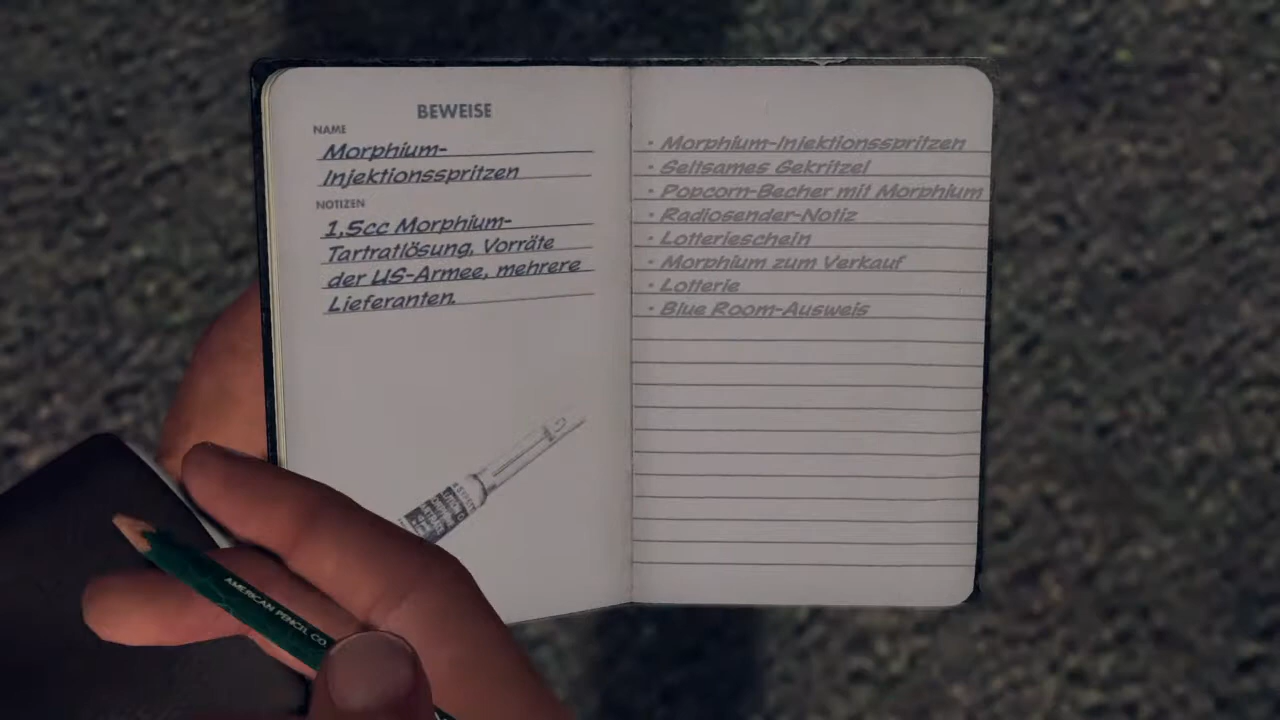 BEWEISE
NAME
Morphium-
Injektionsspritzen
NOTIZEN
1,5cc Morphium-
Tartratlösung, Vorräte
der US-Armee, mehrere
Lieferanten.
• Morphium-Injektionsspritzen
• Seltsames Gekritzel
• Popcorn-Becher mit Morphium
• Radiosender-Notiz
• Lotterieschein
• Morphium zum Verkauf
• Lotterie
• Blue Room-Ausweis
AMERICAN PENCIL CO.